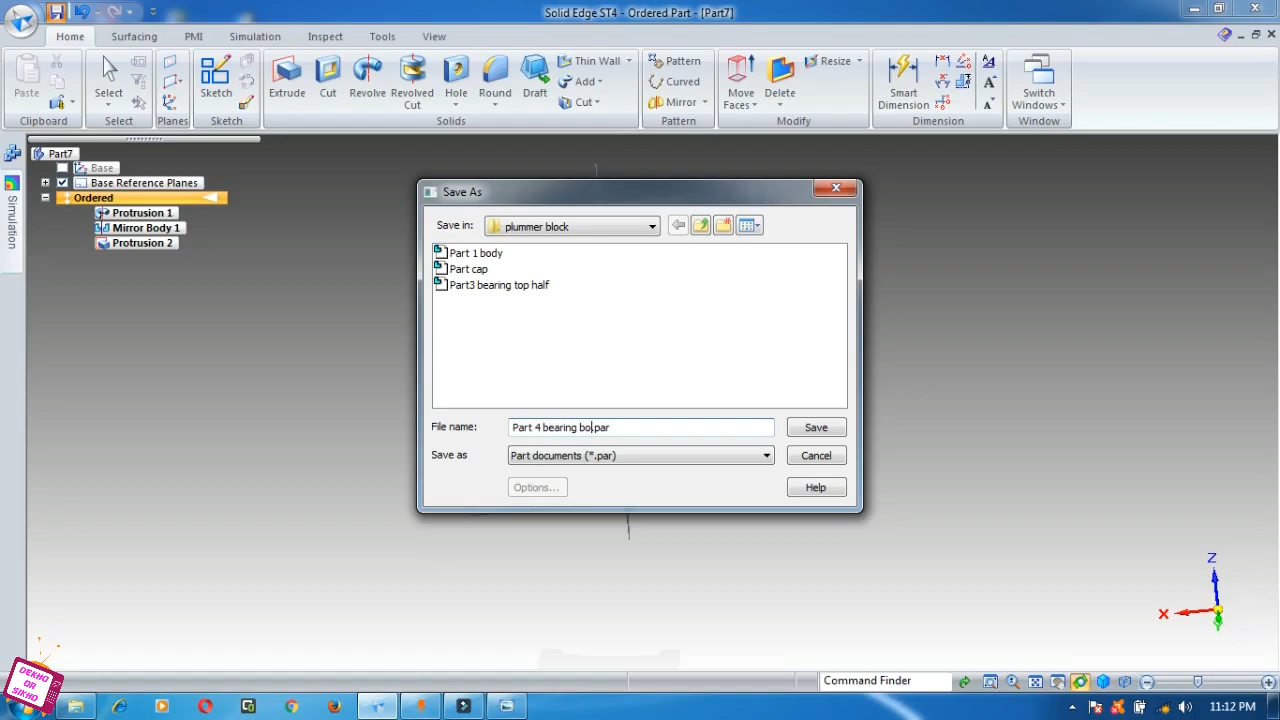 Solid Edge ST4 - Ordered Part - [Part7]
Home Surfacing PMI Simulation Inspect Tools View
Paste
Clipboard
Select
Select
Planes
Sketch
Sketch
Extrude
Cut
Revolve
Revolved Cut
Hole
Round
Draft
Thin Wall
Add
Cut
Solids
Pattern
Curved
Mirror
Pattern
Move Faces
Delete
Resize
Modify
Smart Dimension
Dimension
Switch Windows
Window
Part7
Base
Base Reference Planes
Ordered
Protrusion 1
Mirror Body 1
Protrusion 2
Simulation
Save As
Save in: plummer block
Part 1 body
Part cap
Part3 bearing top half
File name: Part 4 bearing bo.par Save
Save as Part documents (*.par) Cancel
Options... Help
Z
X
Y
DEKHO
OR
SIKHO
Command Finder
11:12 PM